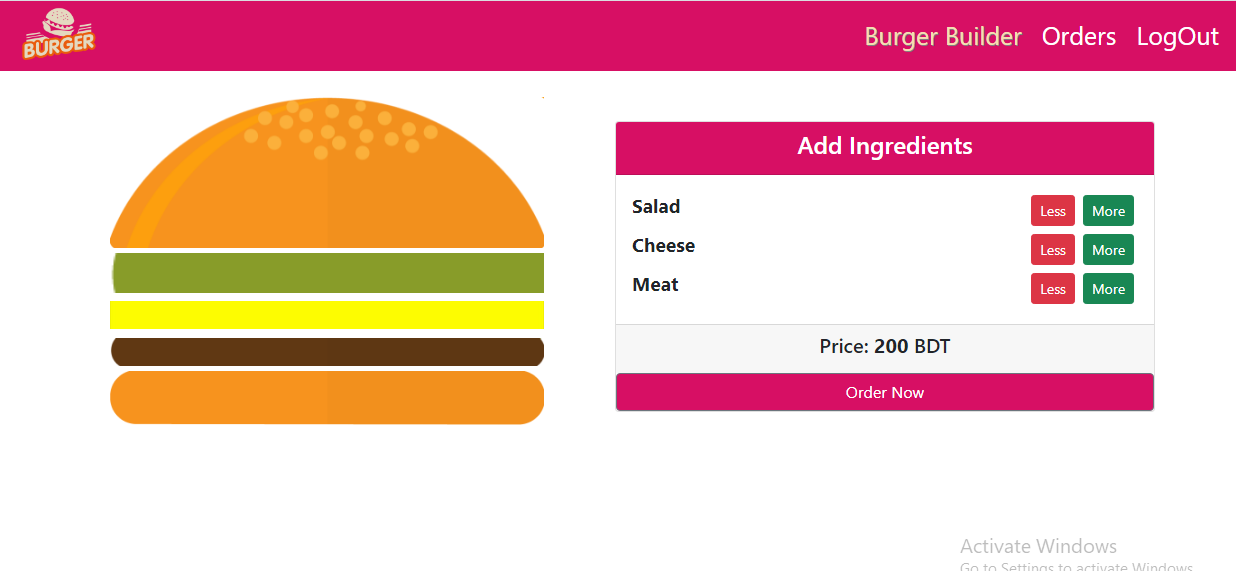 BURGER
Burger Builder Orders LogOut
Add Ingredients
Salad Less More
Cheese Less More
Meat Less More
Price: 200 BDT
Order Now
Activate Windows
Go to Settings to activate Windows.